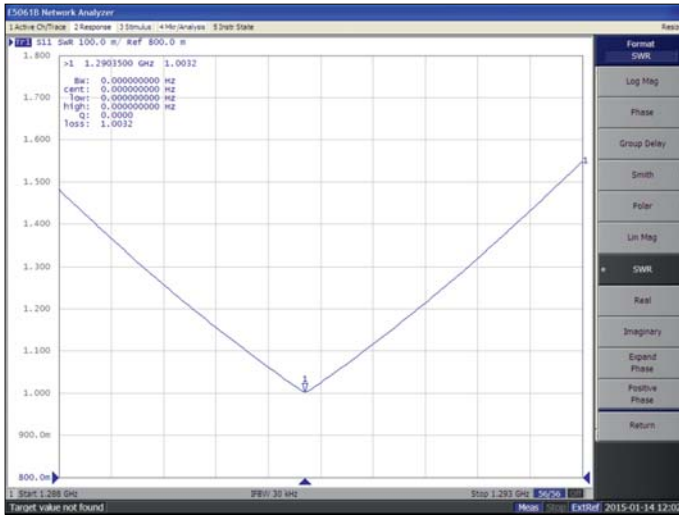 E5061B Network Analyzer
1 Active Ch/Trace 2 Response 3 Stimulus 4 Mkr/Analysis 5 Instr State
Tr1 S11 SWR 100.0 m/ Ref 800.0 m
1.800
>1 1.2903500 GHz 1.0032
BW: 0.000000000 Hz
cent: 0.000000000 Hz
low: 0.000000000 Hz
high: 0.000000000 Hz
Q: 0.0000
loss: 1.0032
1.700
1.600
1.500
1.400
1.300
1.200
1.100
1.000
900.0m
800.0m
1
1
1 Start 1.288 GHz IFBW 30 kHz Stop 1.293 GHz 56/56
Target value not found Meas Stop ExtRef 2015-01-14 12:02
Format
SWR
Log Mag
Phase
Group Delay
Smith
Polar
Lin Mag
SWR
Real
Imaginary
Expand
Phase
Positive
Phase
Return